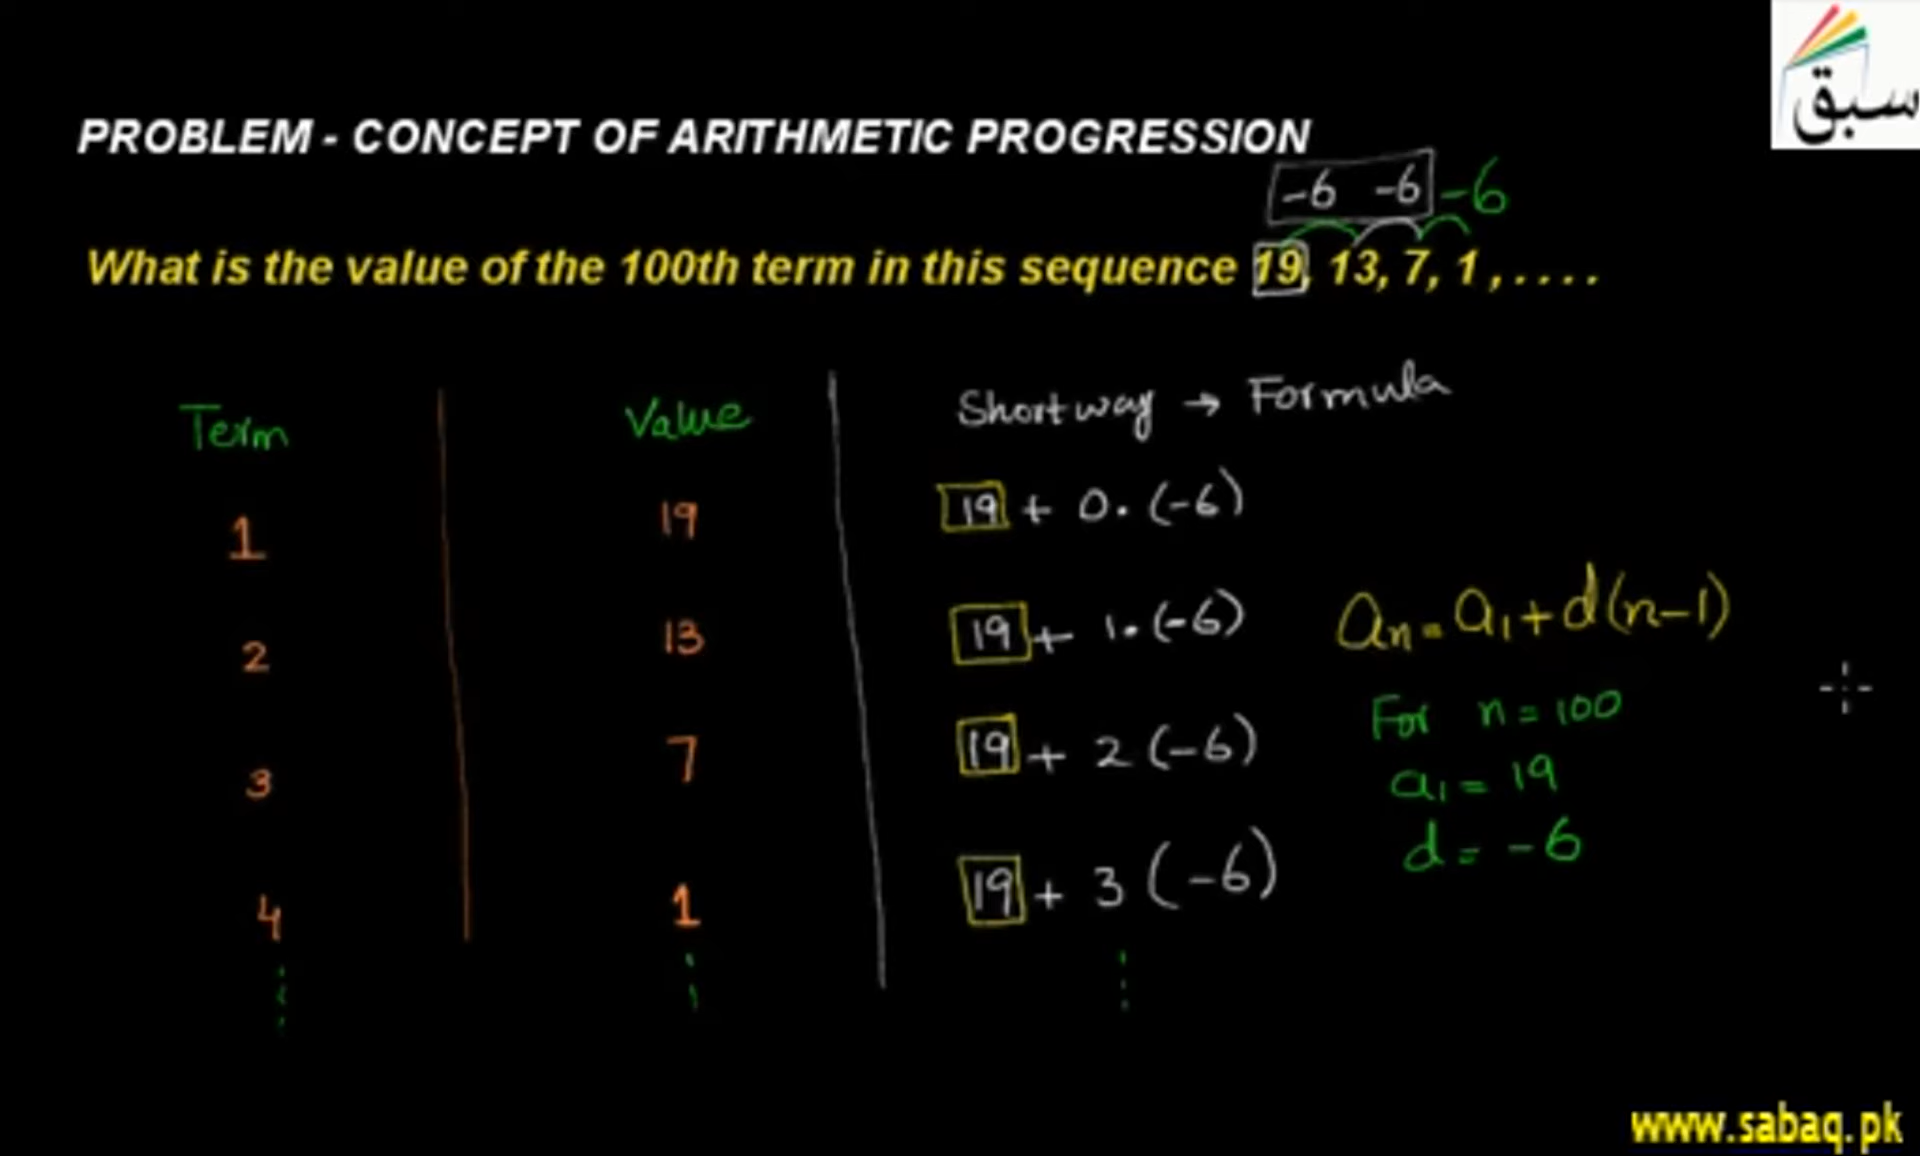 سبق
PROBLEM - CONCEPT OF ARITHMETIC PROGRESSION
-6 -6 -6
What is the value of the 100th term in this sequence 19, 13, 7, 1 , . . . .
Term Value Shortway → Formula
1 19 19 + 0. (-6)
2 13 19 + 1. (-6)
an = a1 + d(n-1)
For n = 100
3 7 19 + 2 (-6)
a1 = 19
d = -6
4 1 19 + 3 (-6)
www.sabaq.pk